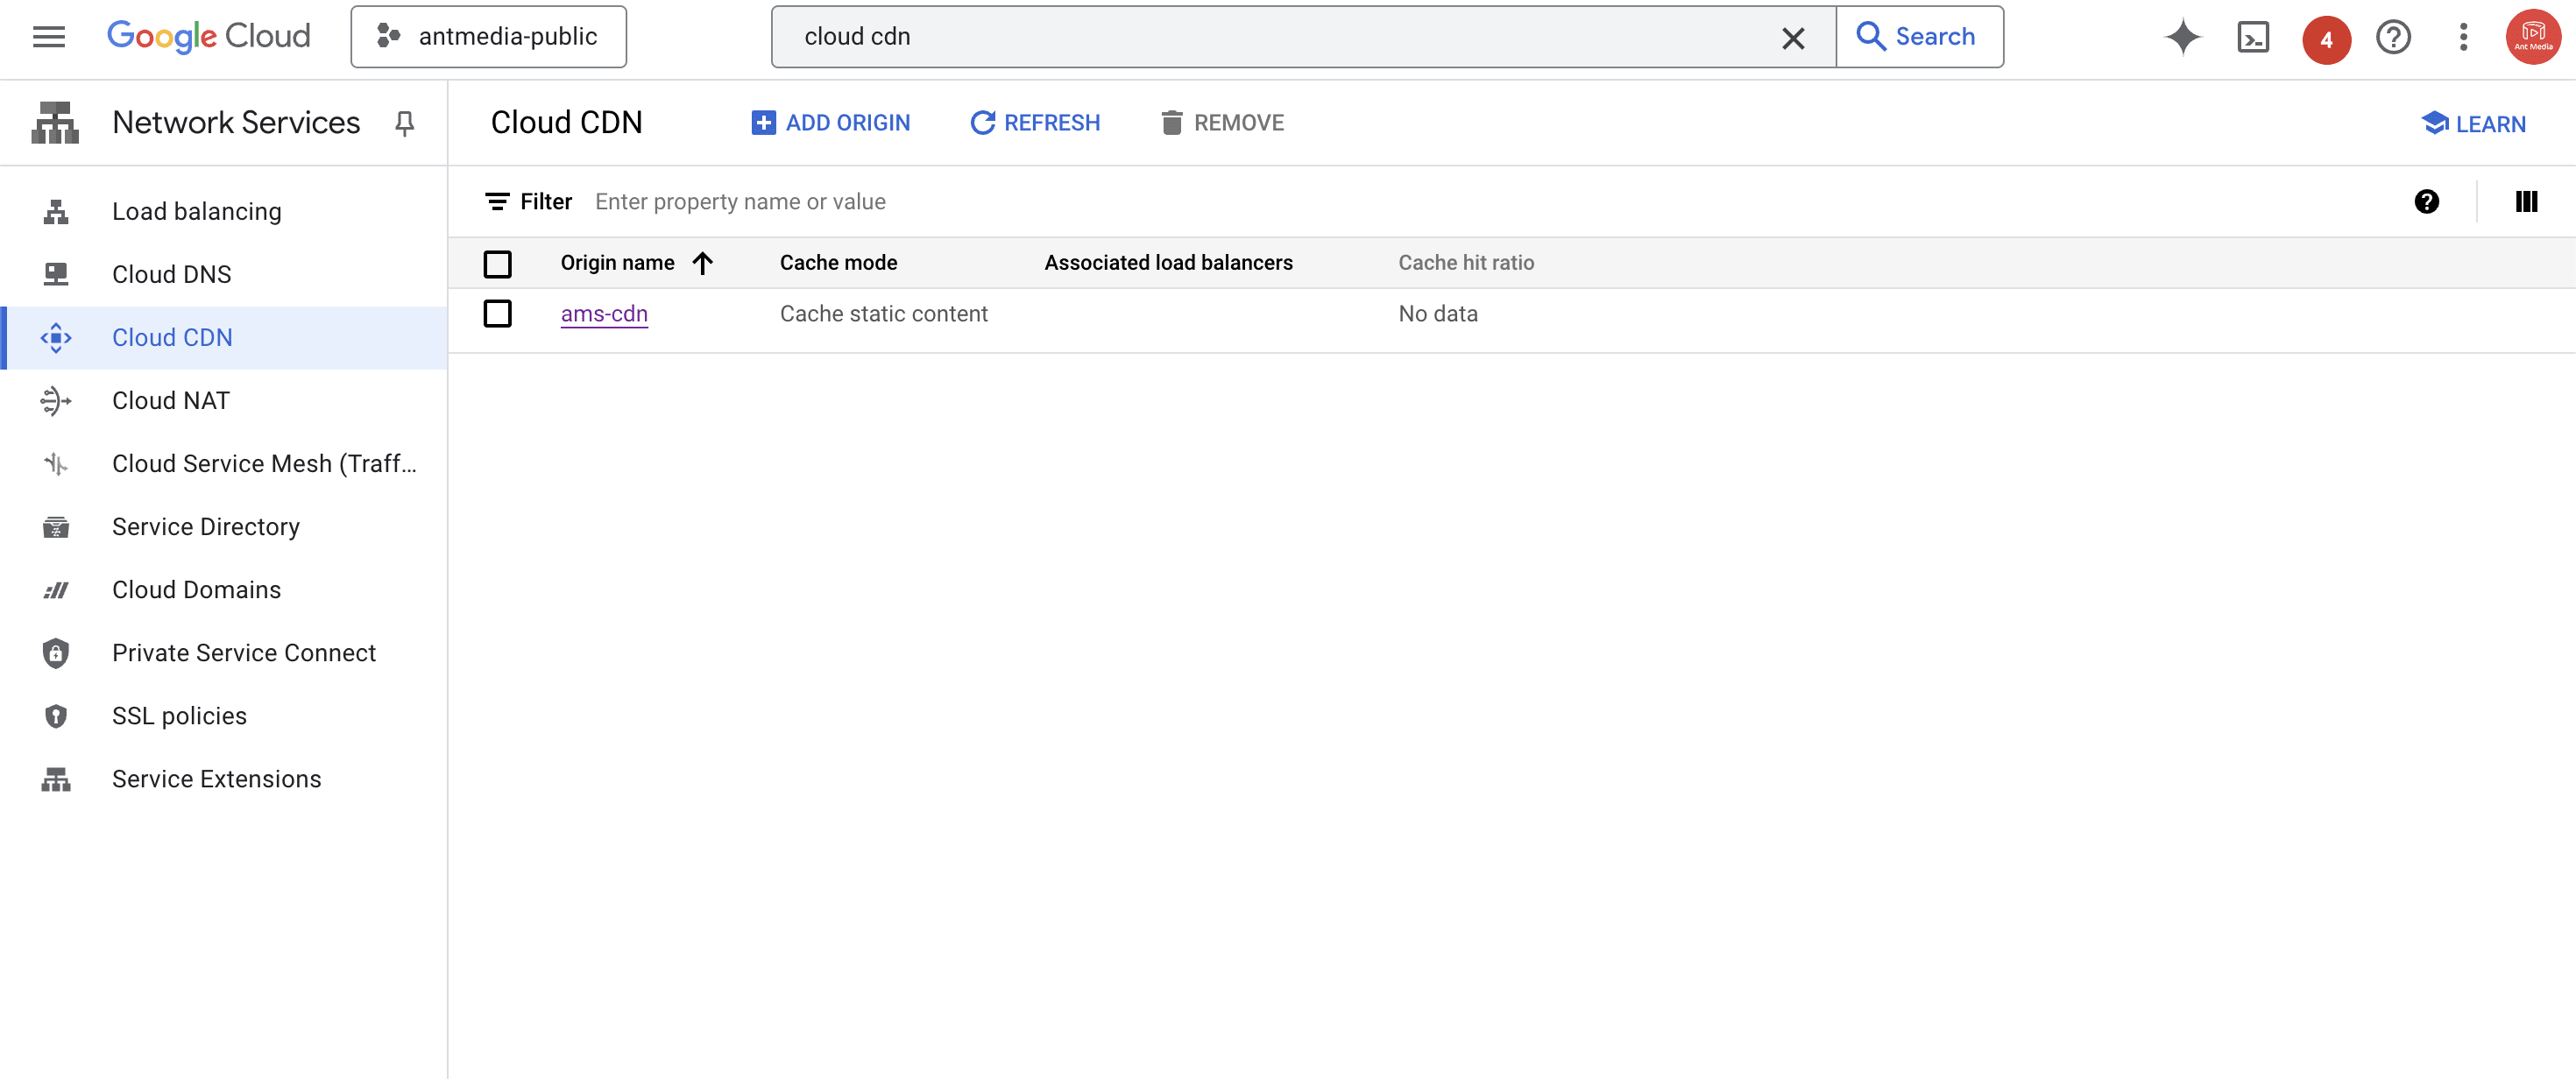 Google Cloud
antmedia-public
cloud cdn
Search
4
Ant Media
Network Services
Cloud CDN
ADD ORIGIN
REFRESH
REMOVE
LEARN
Load balancing
Cloud DNS
Cloud CDN
Cloud NAT
Cloud Service Mesh (Traff...
Service Directory
Cloud Domains
Private Service Connect
SSL policies
Service Extensions
Filter Enter property name or value
Origin name Cache mode Associated load balancers Cache hit ratio
ams-cdn Cache static content No data